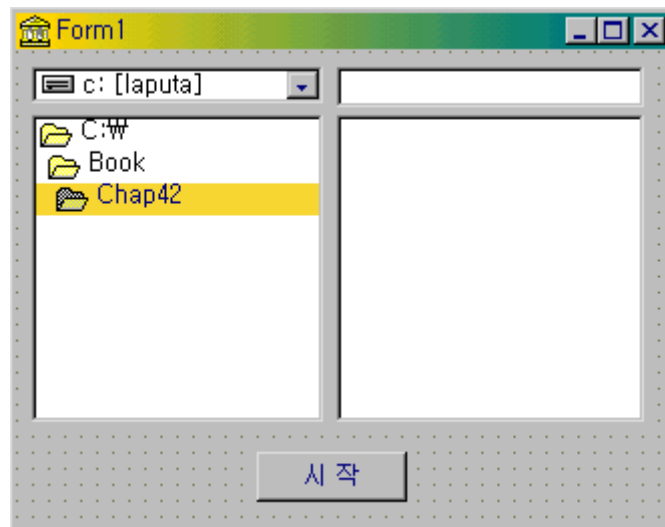 Form1
c: [laputa]
C:₩
Book
Chap42
시 작